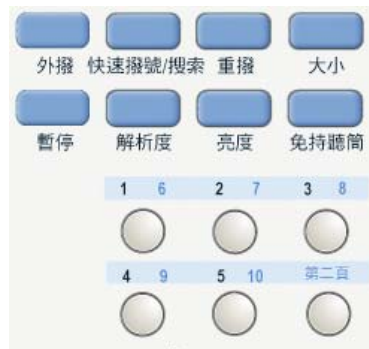 外撥 快速撥號/搜索 重撥 大小
暫停 解析度 亮度 免持聽筒
1 6 2 7 3 8
4 9 5 10 第二頁